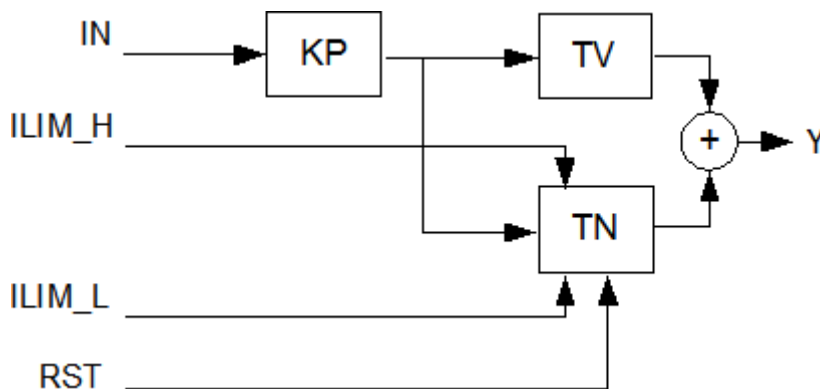 IN
KP
TV
ILIM_H
+
Y
TN
ILIM_L
RST